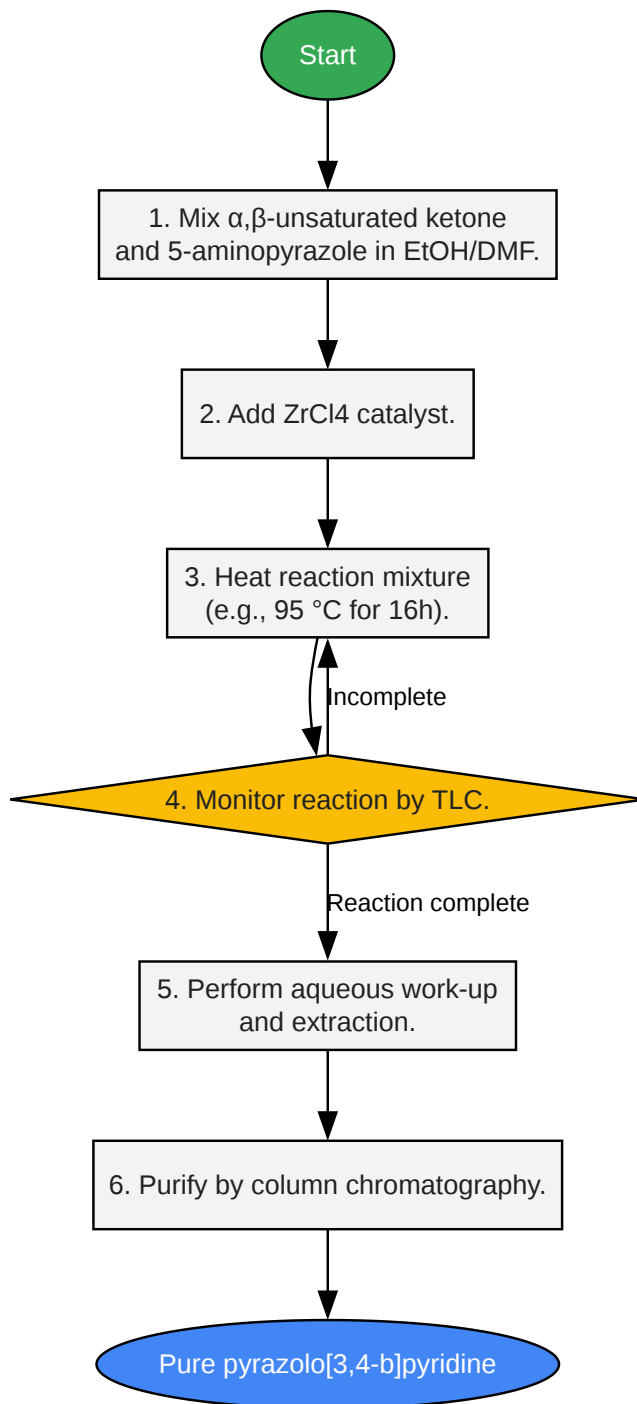 Start
1. Mix α,β-unsaturated ketone
and 5-aminopyrazole in EtOH/DMF.
2. Add ZrCl4 catalyst.
3. Heat reaction mixture
(e.g., 95 °C for 16h).
Incomplete
4. Monitor reaction by TLC.
Reaction complete
5. Perform aqueous work-up
and extraction.
6. Purify by column chromatography.
Pure pyrazolo[3,4-b]pyridine